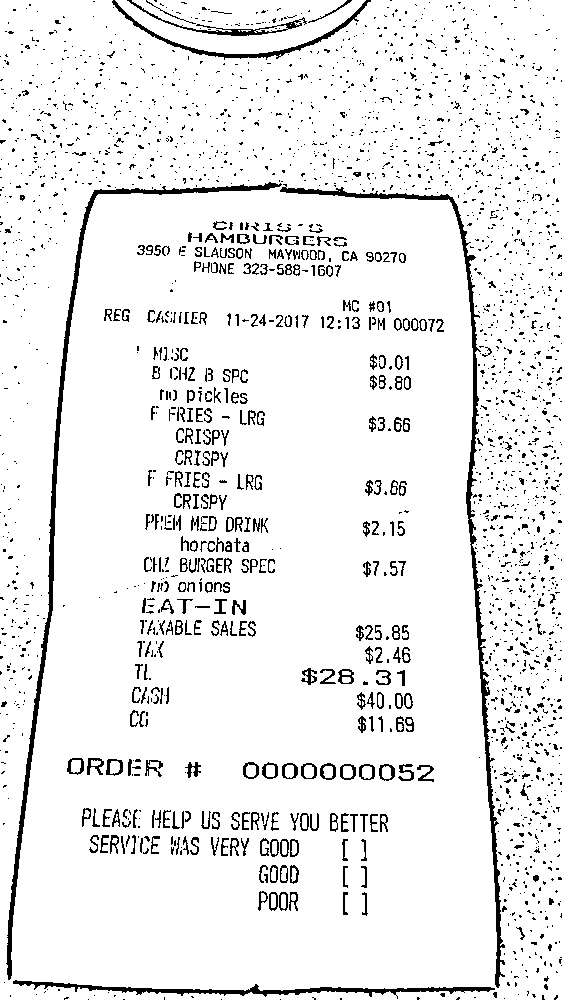 CHRIS'S
HAMBURGERS
3950 E SLAUSON MAYWOOD, CA 90270
PHONE 323-588-1607
MC #01
REG CASHIER 11-24-2017 12:13 PM 000072
MISC $0.01
B CHZ B SPC $8.80
no pickles
F FRIES - LRG $3.66
CRISPY
CRISPY
F FRIES - LRG $3.66
CRISPY
PREM MED DRINK $2.15
horchata
CHZ BURGER SPEC $7.57
no onions
EAT-IN
TAXABLE SALES $25.85
TAX $2.46
TL $28.31
CASH $40.00
CG $11.69
ORDER # 0000000052
PLEASE HELP US SERVE YOU BETTER
SERVICE WAS VERY GOOD [ ]
GOOD [ ]
POOR [ ]